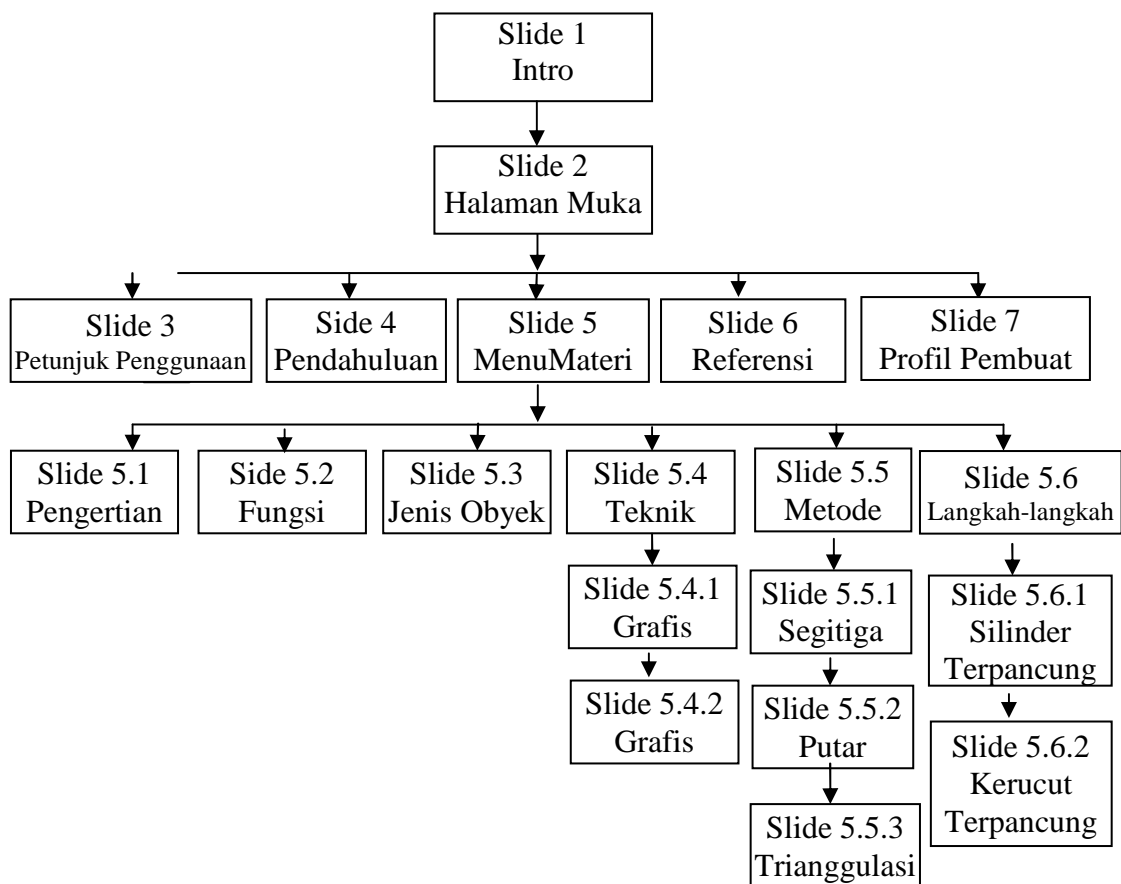 Slide 1
Intro
Slide 2
Halaman Muka
Slide 3
Petunjuk Penggunaan
Side 4
Pendahuluan
Slide 5
MenuMateri
Slide 6
Referensi
Slide 7
Profil Pembuat
Slide 5.1
Pengertian
Side 5.2
Fungsi
Slide 5.3
Jenis Obyek
Slide 5.4
Teknik
Slide 5.5
Metode
Slide 5.6
Langkah-langkah
Slide 5.4.1
Grafis
Slide 5.5.1
Segitiga
Slide 5.6.1
Silinder
Terpancung
Slide 5.4.2
Grafis
Slide 5.5.2
Putar
Slide 5.6.2
Kerucut
Terpancung
Slide 5.5.3
Trianggulasi